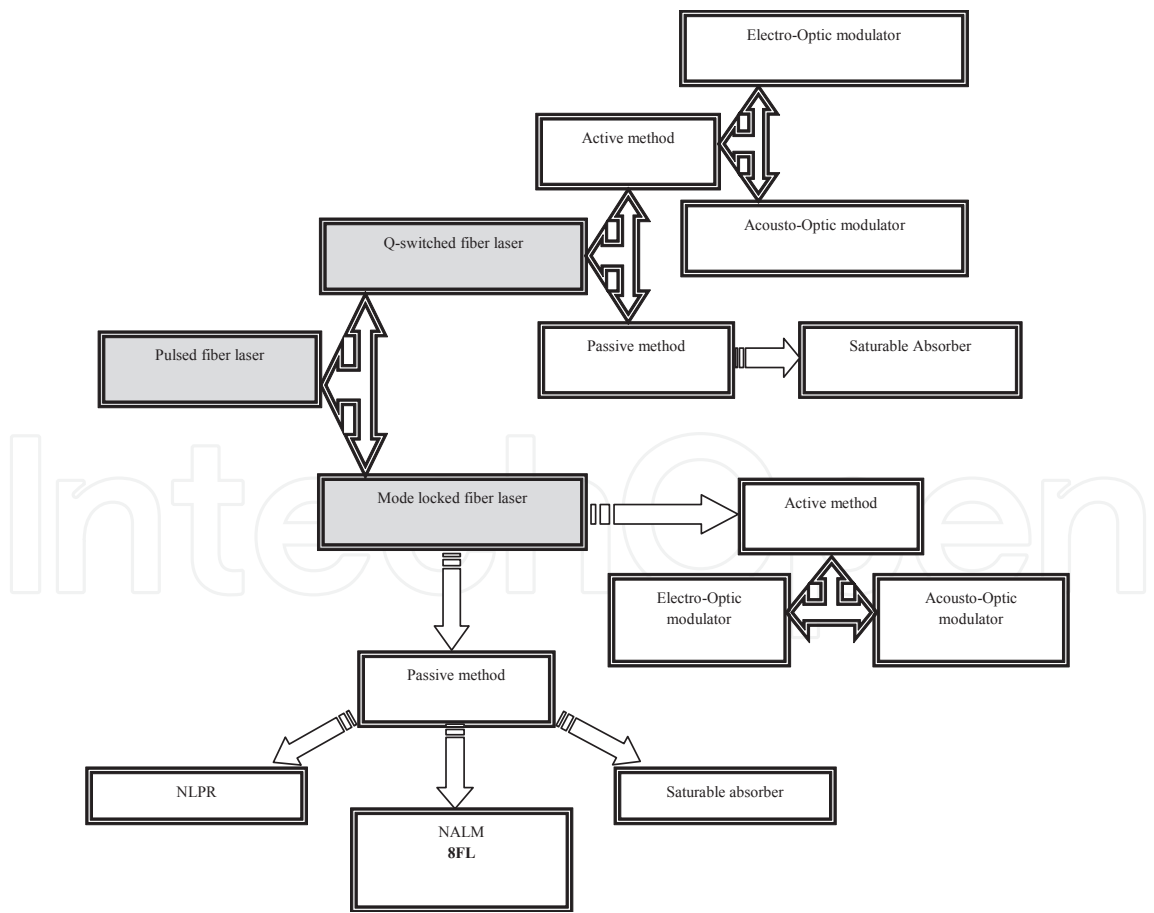 Electro-Optic modulator
Active method
Acousto-Optic modulator
Q-switched fiber laser
Passive method
Saturable Absorber
Pulsed fiber laser
Mode locked fiber laser
Active method
Electro-Optic
modulator
Acousto-Optic
modulator
Passive method
NLPR
NALM
8FL
Saturable absorber
IntechOpen